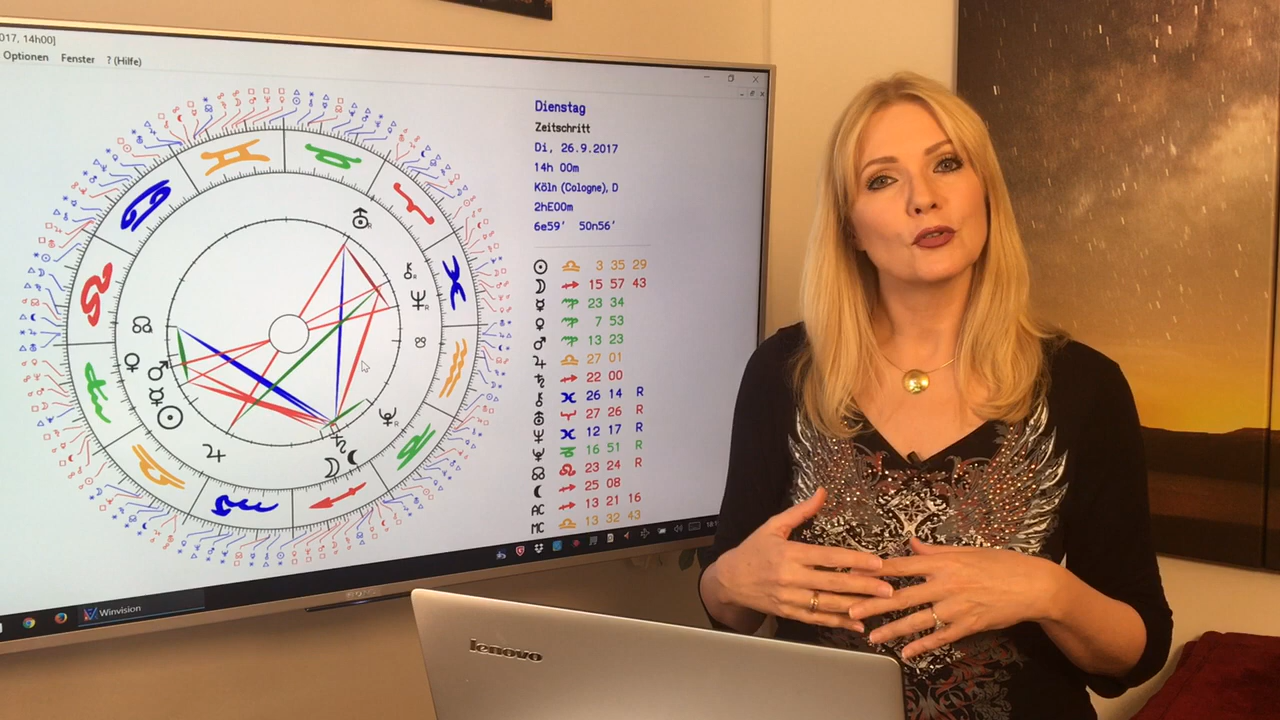 017, 14h00]
Optionen Fenster ? (Hilfe)
Dienstag
Zeitschritt
Di, 26.9.2017
14h 00m
Köln (Cologne), D
2hE00m
6e59' 50n56'
3 35 29
15 57 43
23 34
7 53
13 23
27 01
22 00
26 14 R
27 26 R
12 17 R
16 51 R
23 24 R
25 08
AC 13 21 16
MC 13 32 43
Winvision
lenovo